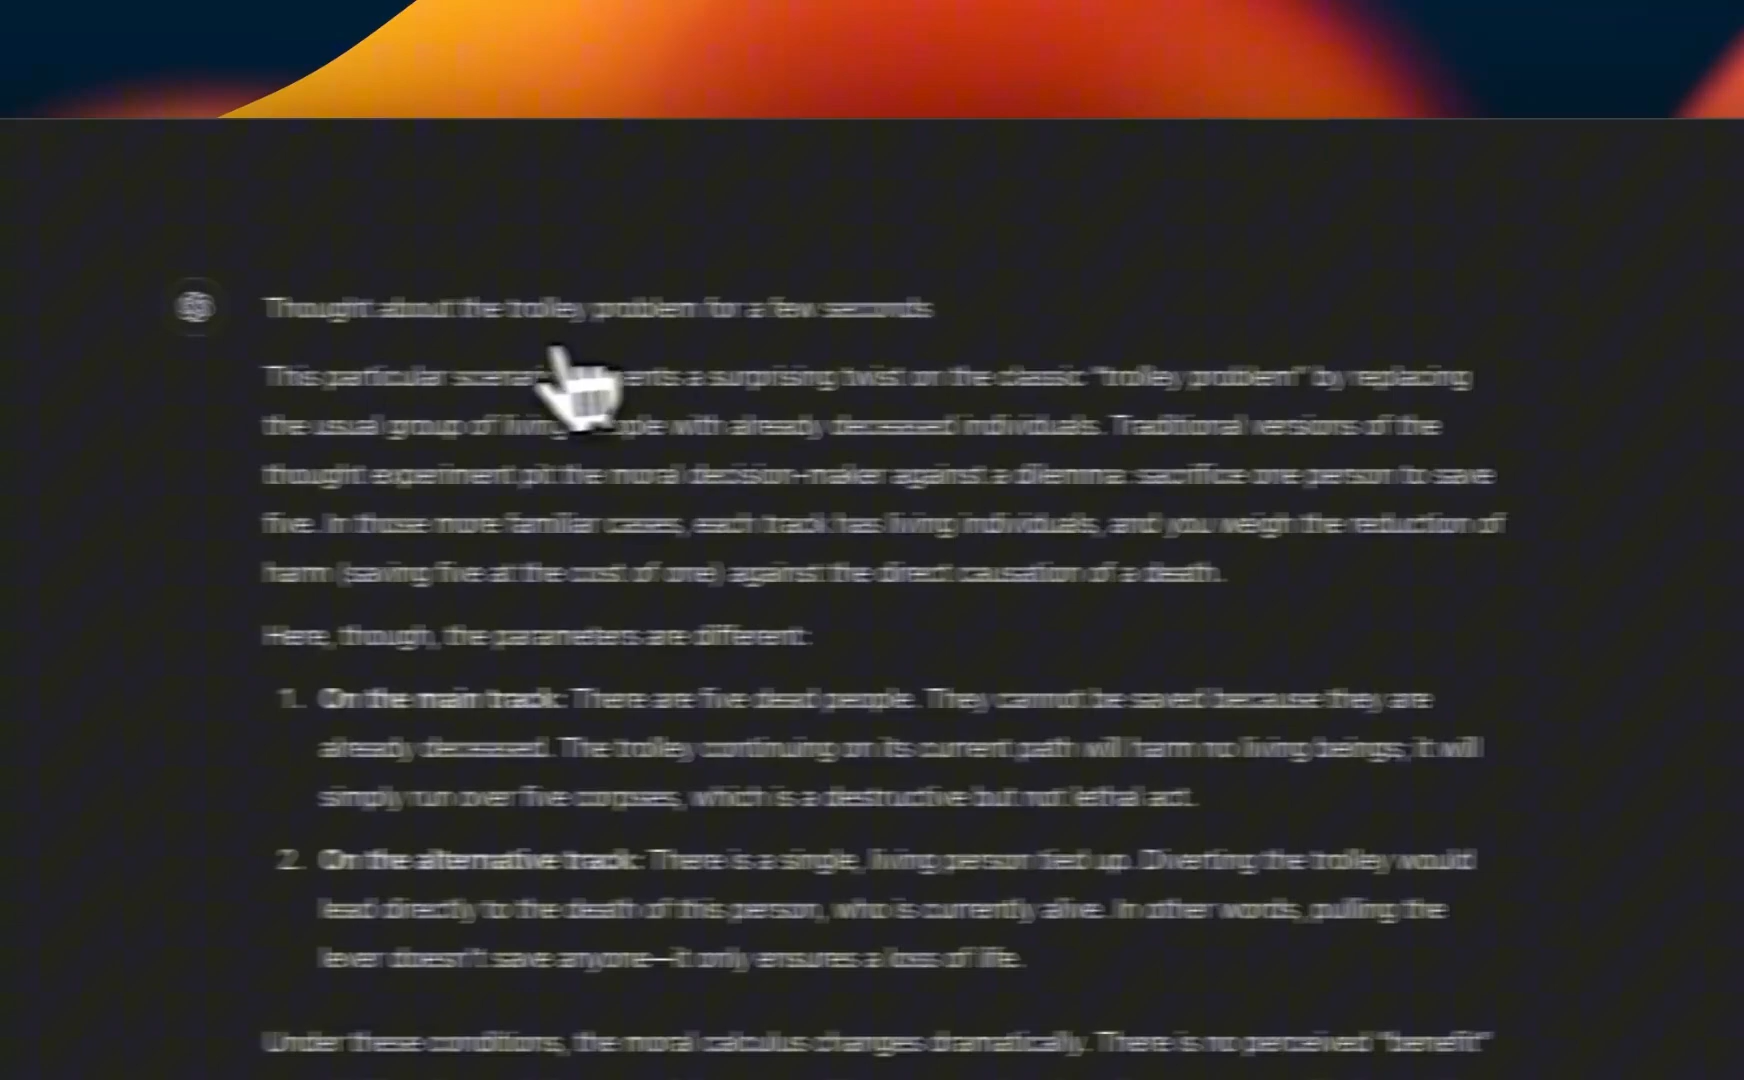 Thought about the trolley problem for a few seconds
This particular ents a surprising twist on the classic "trolley problem" by replacing
the usual group of living with already deceased individuals. Traditional versions of the
thought experiment pit the moral decision-maker against a dilemma: sacrifice one person to save
five. In those more familiar cases, each track has living individuals, and you weigh the reduction of
harm (saving five at the cost of one) against the direct causation of a death.
Here, though, the parameters are different:
1. On the main track: There are five dead people. They cannot be saved because they are
already deceased. The trolley continuing on its current path will harm no living beings; it will
simply run over five corpses, which is a destructive but not lethal act.
2. On the alternative track: There is a single, living person tied up. Diverting the trolley would
lead directly to the death of this person, who is currently alive. In other words, pulling the
lever doesn't save anyone—it only ensures a loss of life.
Under these conditions, the moral calculus changes dramatically. There is no perceived "benefit"